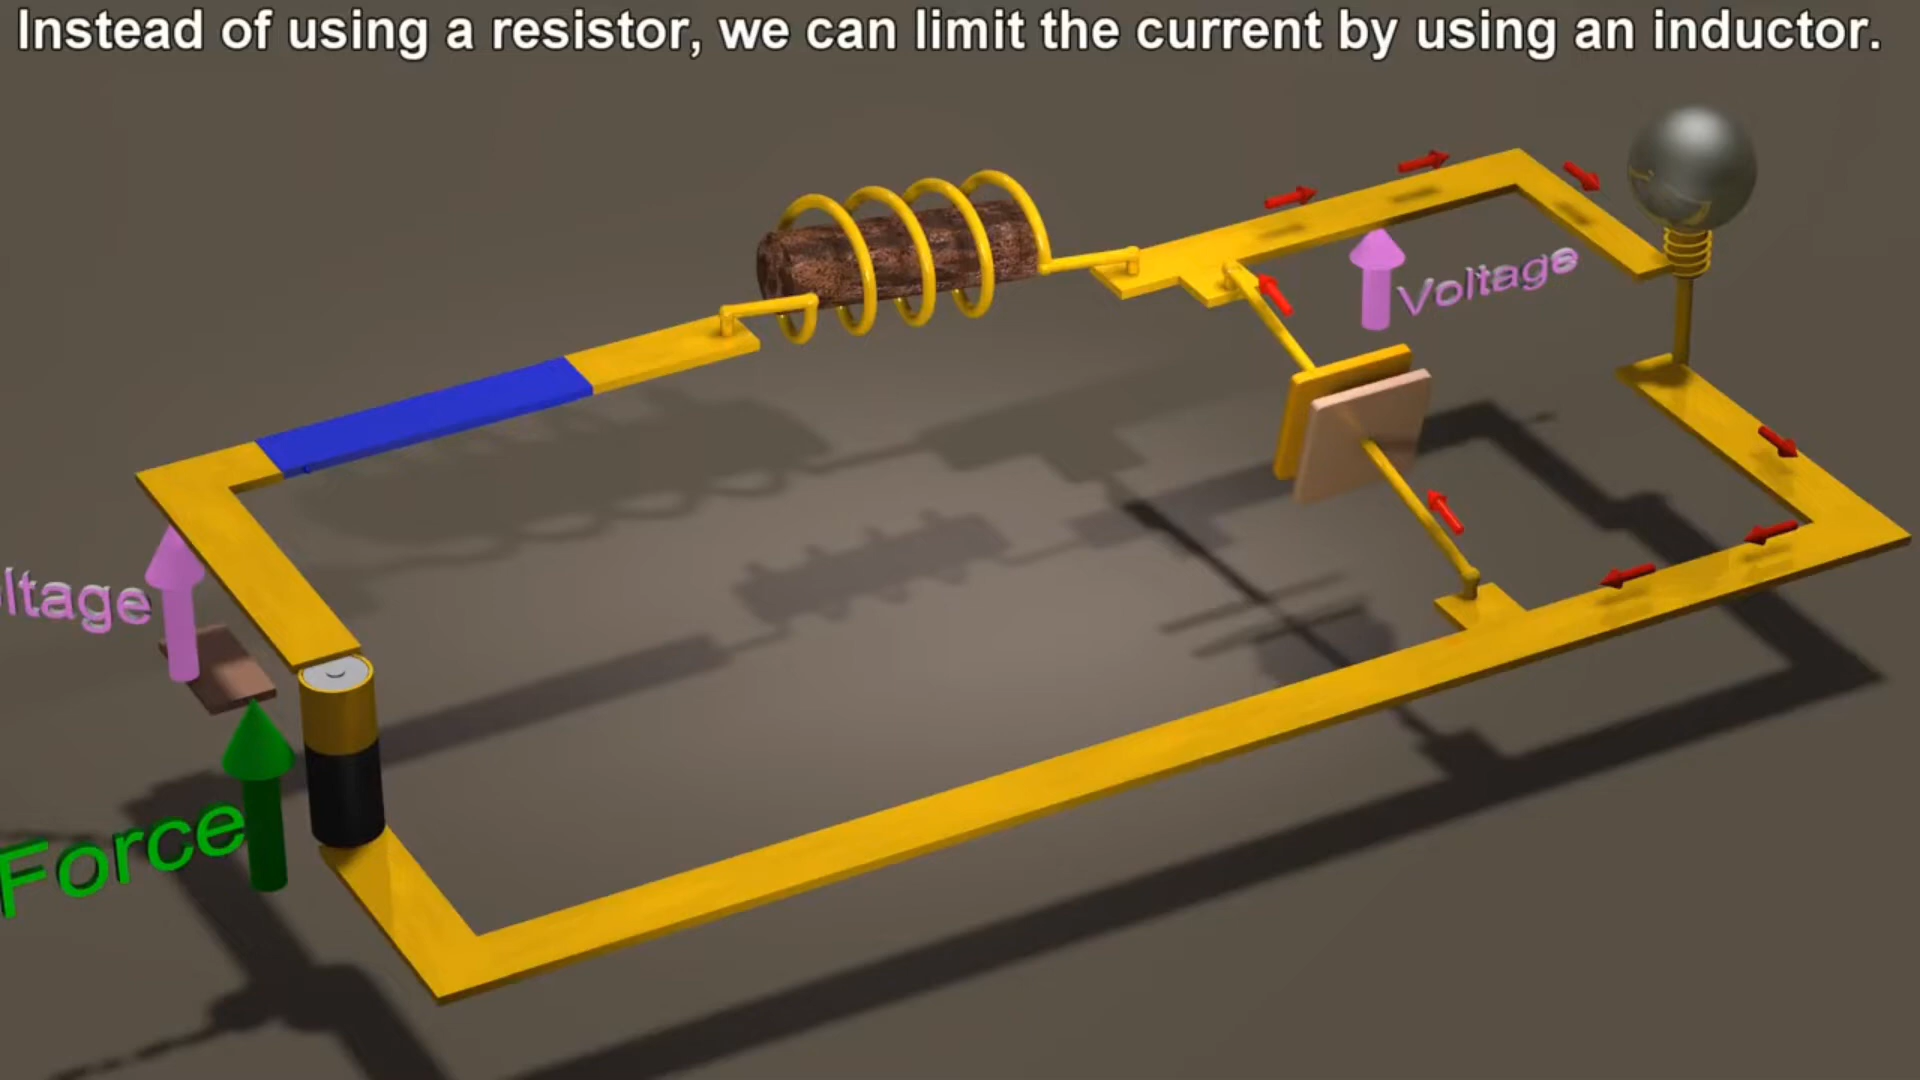 Instead of using a resistor, we can limit the current by using an inductor.
Voltage
ltage
Force